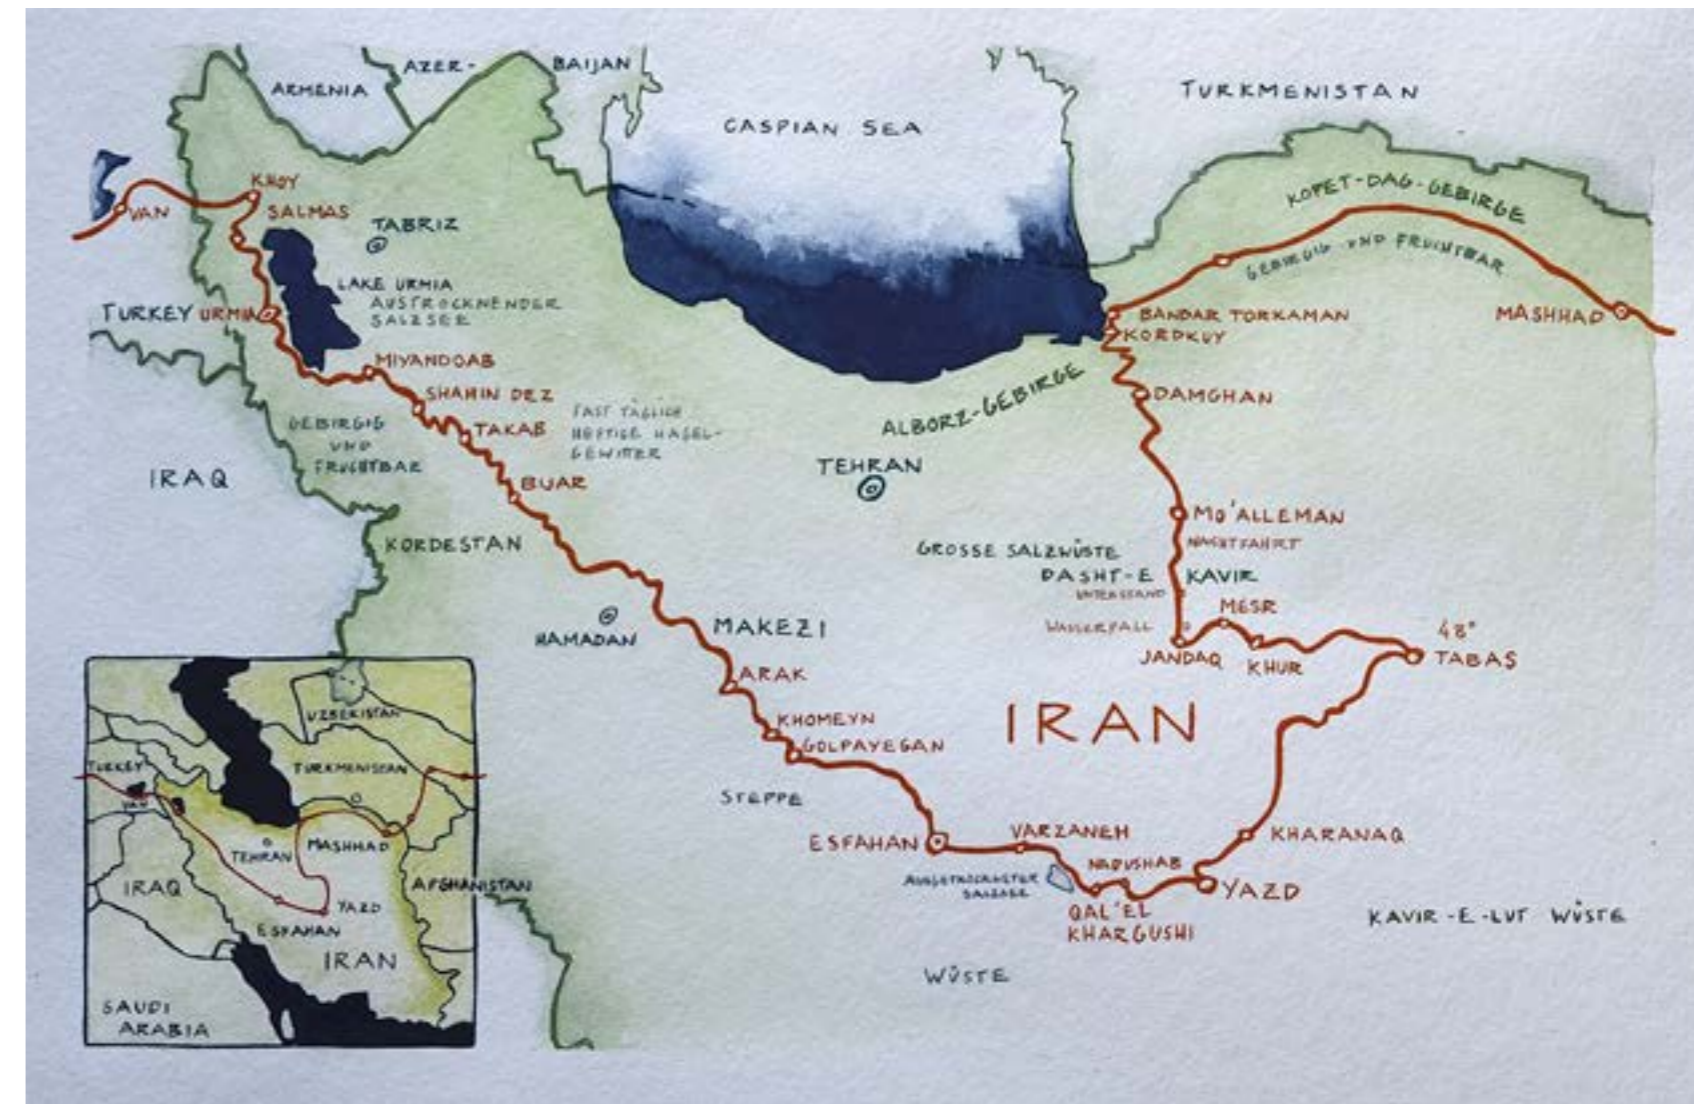 ARMENIA
AZER-
BAIJAN
CASPIAN SEA
TURKMENISTAN
KHOY
VAN
SALMAS
TABRIZ
KOPET-DAG-GEBIRGE
GEBIRGIG UND FRUCHTBAR
LAKE URMIA
AUSTROCKNENDER
SALZSEE
TURKEY
URMIA
BANDAR TORKAMAN
KORDKUY
MASHHAD
MIYANDOAB
SHAHIN DEZ
DAMGHAN
ALBORZ-GEBIRGE
FAST TÄGLICH
HEFTIGE HAGEL-
GEWITTER
TAKAB
GEBIRGIG
UND
FRUCHTBAR
TEHRAN
IRAQ
BUAR
MO'ALLEMAN
NACHTFAHRT
KORDESTAN
GROSSE SALZWÜSTE
DASHT-E KAVIR
UNTERSTAND
MESR
HAMADAN
MAKEZI
WASSERFALL
48°
TABAS
JANDAQ
KHUR
ARAK
IRAN
KHOMEYN
GOLPAYEGAN
STEPPE
ESFAHAN
VARZANEH
KHARANAQ
NADUSHAB
AUSGETROCKNETER
SALZSEE
YAZD
QAL'EL
KHARGUSHI
KAVIR-E-LUT WÜSTE
WÜSTE
UZBEKISTAN
TURKEY
TURKMENISTAN
VAN
TEHRAN
MASHHAD
IRAQ
AFGHANISTAN
YAZD
ESFAHAN
IRAN
SAUDI
ARABIA